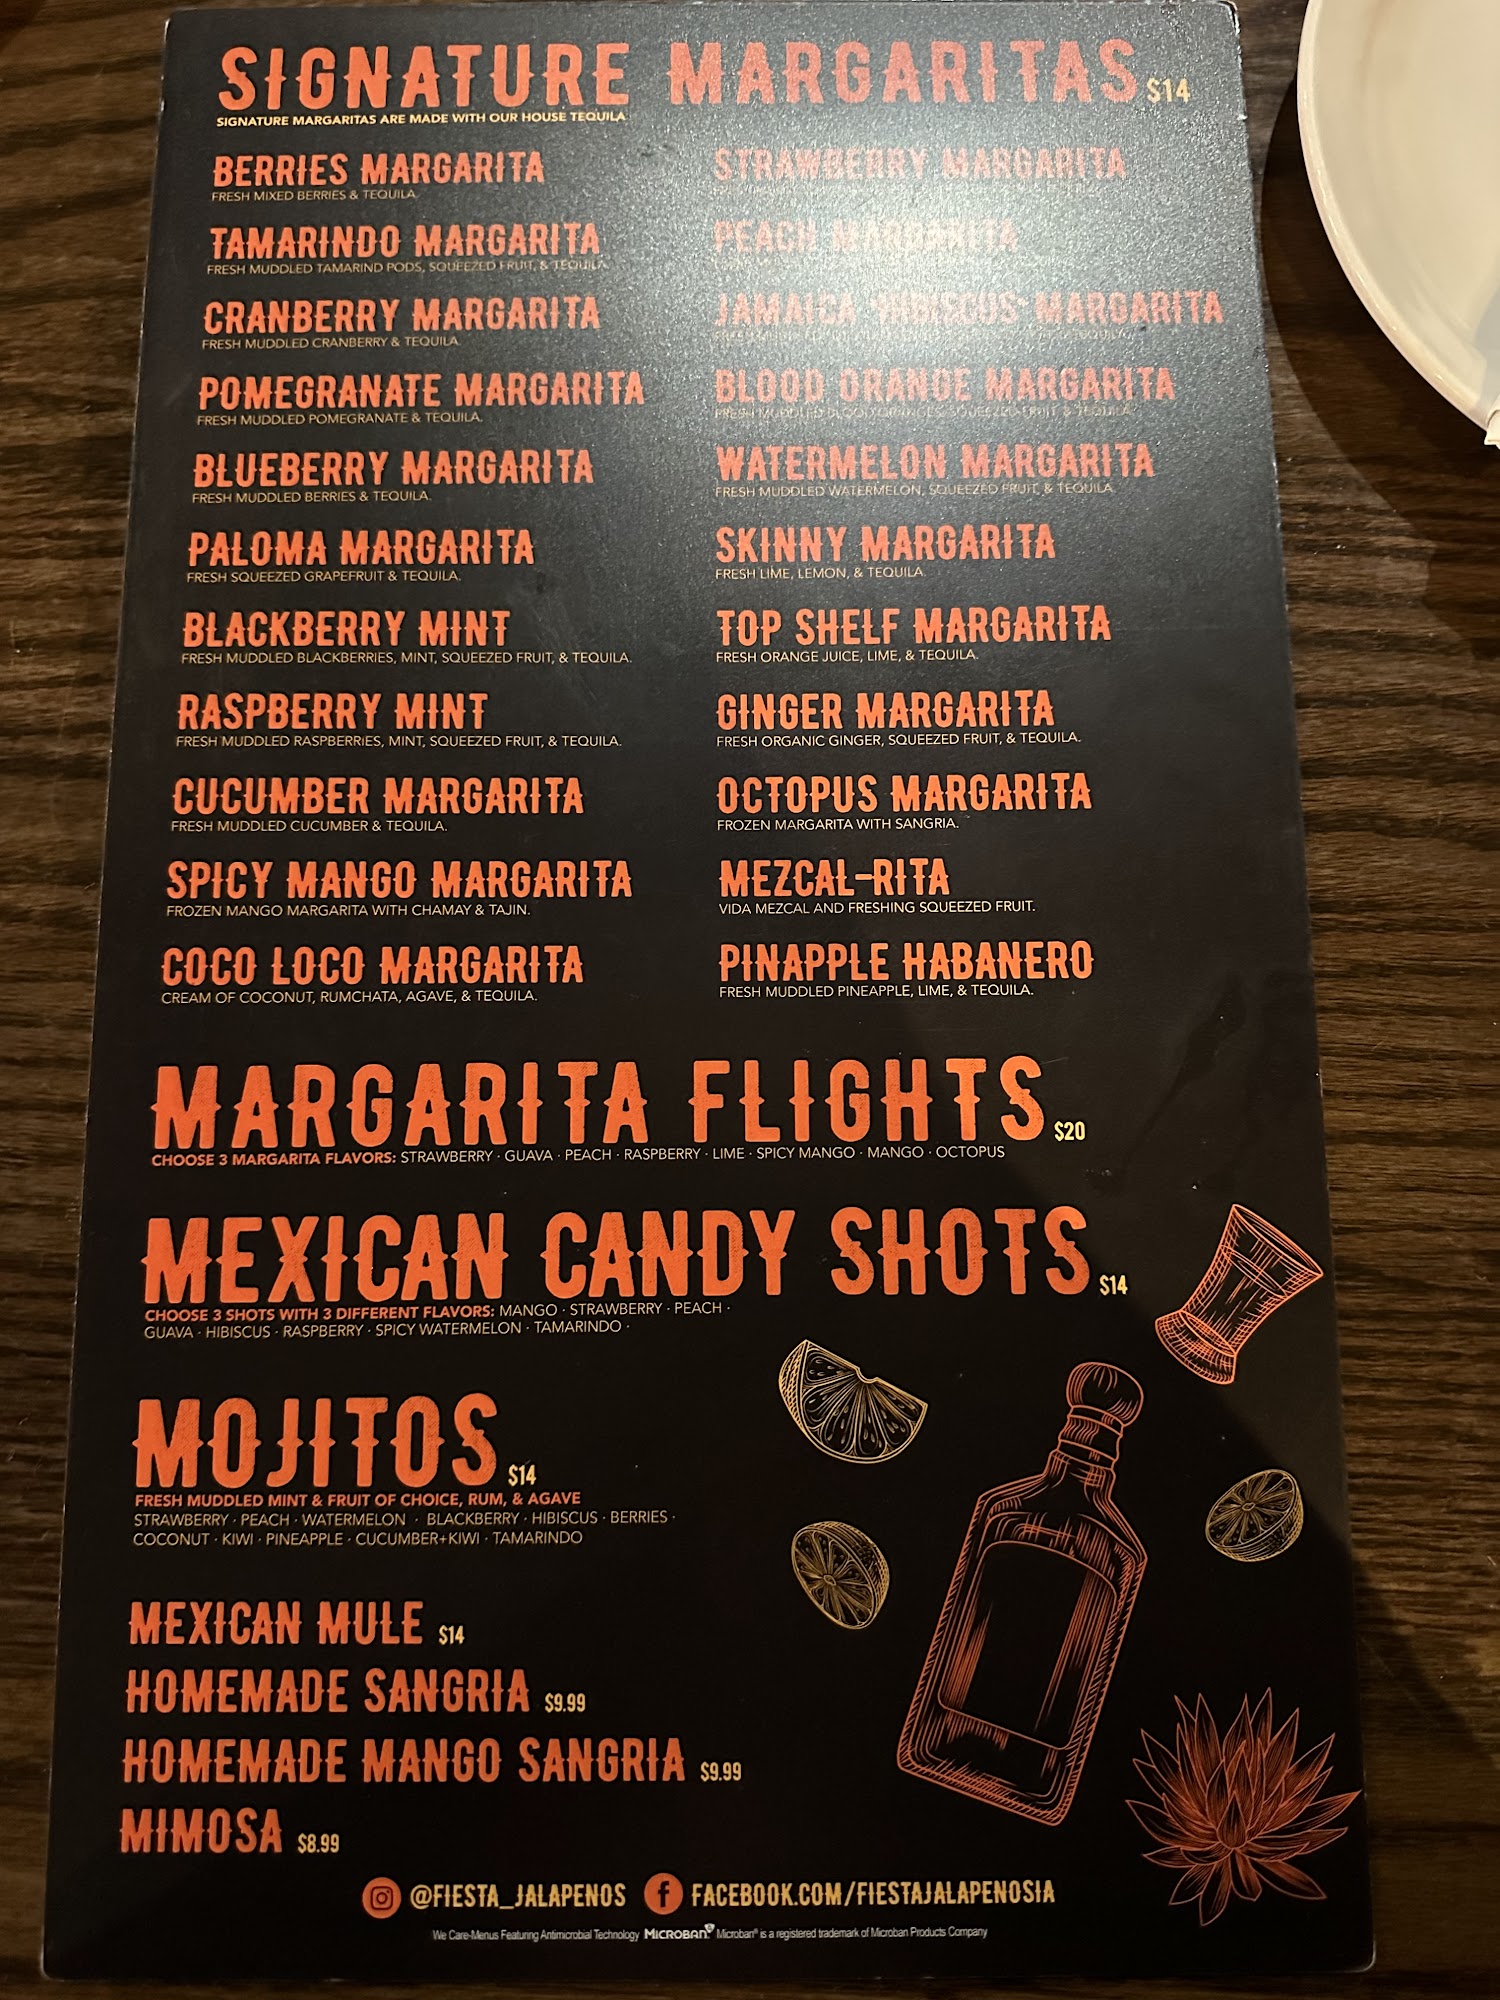 SIGNATURE MARGARITAS $14
SIGNATURE MARGARITAS ARE MADE WITH OUR HOUSE TEQUILA
BERRIES MARGARITA
FRESH MIXED BERRIES & TEQUILA.
TAMARINDO MARGARITA
FRESH MUDDLED TAMARIND PODS, SQUEEZED FRUIT, & TEQUILA.
CRANBERRY MARGARITA
FRESH MUDDLED CRANBERRY & TEQUILA.
POMEGRANATE MARGARITA
FRESH MUDDLED POMEGRANATE & TEQUILA.
BLUEBERRY MARGARITA
FRESH MUDDLED BERRIES & TEQUILA.
PALOMA MARGARITA
FRESH SQUEEZED GRAPEFRUIT & TEQUILA.
BLACKBERRY MINT
FRESH MUDDLED BLACKBERRIES, MINT, SQUEEZED FRUIT, & TEQUILA.
RASPBERRY MINT
FRESH MUDDLED RASPBERRIES, MINT, SQUEEZED FRUIT, & TEQUILA.
CUCUMBER MARGARITA
FRESH MUDDLED CUCUMBER & TEQUILA.
SPICY MANGO MARGARITA
FROZEN MANGO MARGARITA WITH CHAMAY & TAJIN.
COCO LOCO MARGARITA
CREAM OF COCONUT, RUMCHATA, AGAVE, & TEQUILA.
STRAWBERRY MARGARITA
PEACH MARGARITA
JAMAICA "HIBISCUS" MARGARITA
BLOOD ORANGE MARGARITA
FRESH MUDDLED BLOOD ORANGES, SQUEEZED FRUIT & TEQUILA.
WATERMELON MARGARITA
FRESH MUDDLED WATERMELON, SQUEEZED FRUIT, & TEQUILA.
SKINNY MARGARITA
FRESH LIME, LEMON, & TEQUILA.
TOP SHELF MARGARITA
FRESH ORANGE JUICE, LIME, & TEQUILA.
GINGER MARGARITA
FRESH ORGANIC GINGER, SQUEEZED FRUIT, & TEQUILA.
OCTOPUS MARGARITA
FROZEN MARGARITA WITH SANGRIA.
MEZCAL-RITA
VIDA MEZCAL AND FRESHING SQUEEZED FRUIT.
PINAPPLE HABANERO
FRESH MUDDLED PINEAPPLE, LIME, & TEQUILA.
MARGARITA FLIGHTS $20
CHOOSE 3 MARGARITA FLAVORS: STRAWBERRY · GUAVA · PEACH · RASPBERRY · LIME · SPICY MANGO · MANGO · OCTOPUS
MEXICAN CANDY SHOTS $14
CHOOSE 3 SHOTS WITH 3 DIFFERENT FLAVORS: MANGO · STRAWBERRY · PEACH ·
GUAVA · HIBISCUS · RASPBERRY · SPICY WATERMELON · TAMARINDO ·
MOJITOS $14
FRESH MUDDLED MINT & FRUIT OF CHOICE, RUM, & AGAVE
STRAWBERRY · PEACH · WATERMELON · BLACKBERRY · HIBISCUS · BERRIES ·
COCONUT · KIWI · PINEAPPLE · CUCUMBER+KIWI · TAMARINDO
MEXICAN MULE $14
HOMEMADE SANGRIA $9.99
HOMEMADE MANGO SANGRIA $9.99
MIMOSA $8.99
@FIESTA_JALAPENOS FACEBOOK.COM/FIESTAJALAPENOSIA
We Care-Menus Featuring Antimicrobial Technology MICROBAN® Microban® is a registered trademark of Microban Products Company